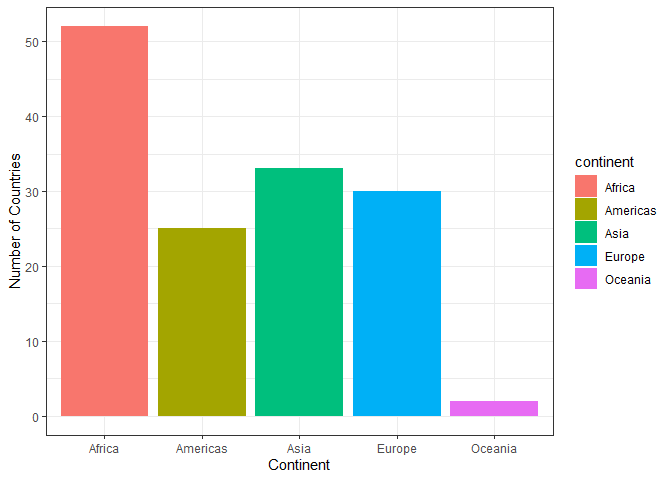 50
40
30
20
10
0
Number of Countries
Africa
Americas
Asia
Europe
Oceania
Continent
continent
Africa
Americas
Asia
Europe
Oceania